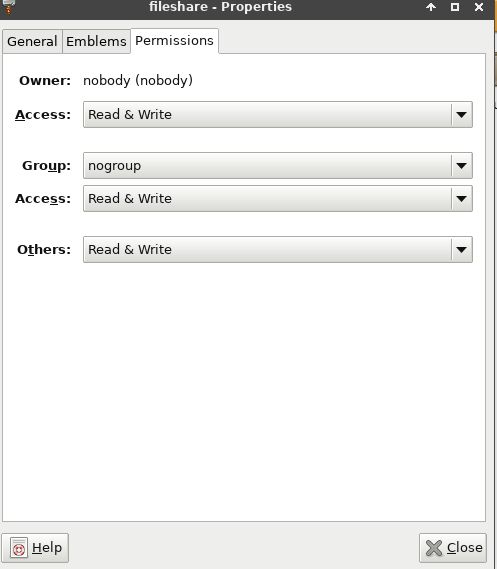 fileshare - Properties
General Emblems Permissions
Owner: nobody (nobody)
Access: Read & Write
Group: nogroup
Access: Read & Write
Others: Read & Write
Help Close